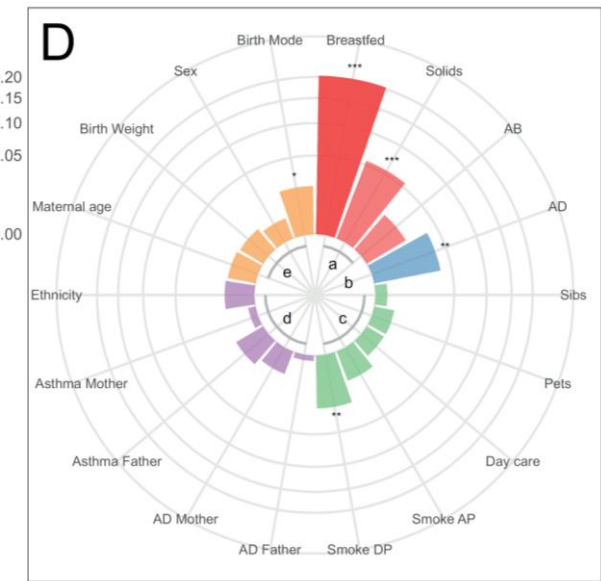 D
.20
.15
.10
.05
.00
Birth Mode
Breastfed
Sex
Solids
Birth Weight
AB
Maternal age
AD
Ethnicity
Sibs
Asthma Mother
Pets
Asthma Father
Day care
AD Mother
Smoke AP
AD Father
Smoke DP
***
***
*
**
**
a
b
c
d
e